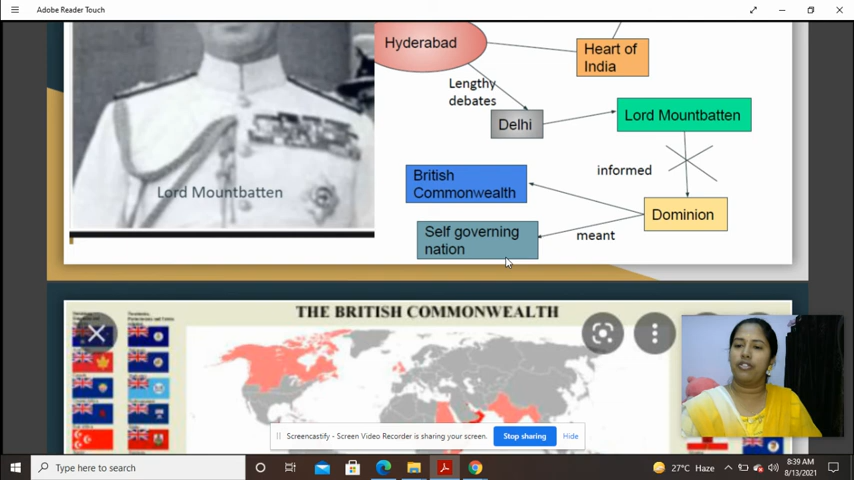 Adobe Reader Touch
Hyderabad
Heart of
India
Lengthy
debates
Delhi
Lord Mountbatten
informed
British
Commonwealth
Lord Mountbatten
Dominion
Self governing
nation
meant
THE BRITISH COMMONWEALTH
Screencastify - Screen Video Recorder is sharing your screen.
Stop sharing
Hide
Type here to search
27°C Haze
8:39 AM
8/13/2021